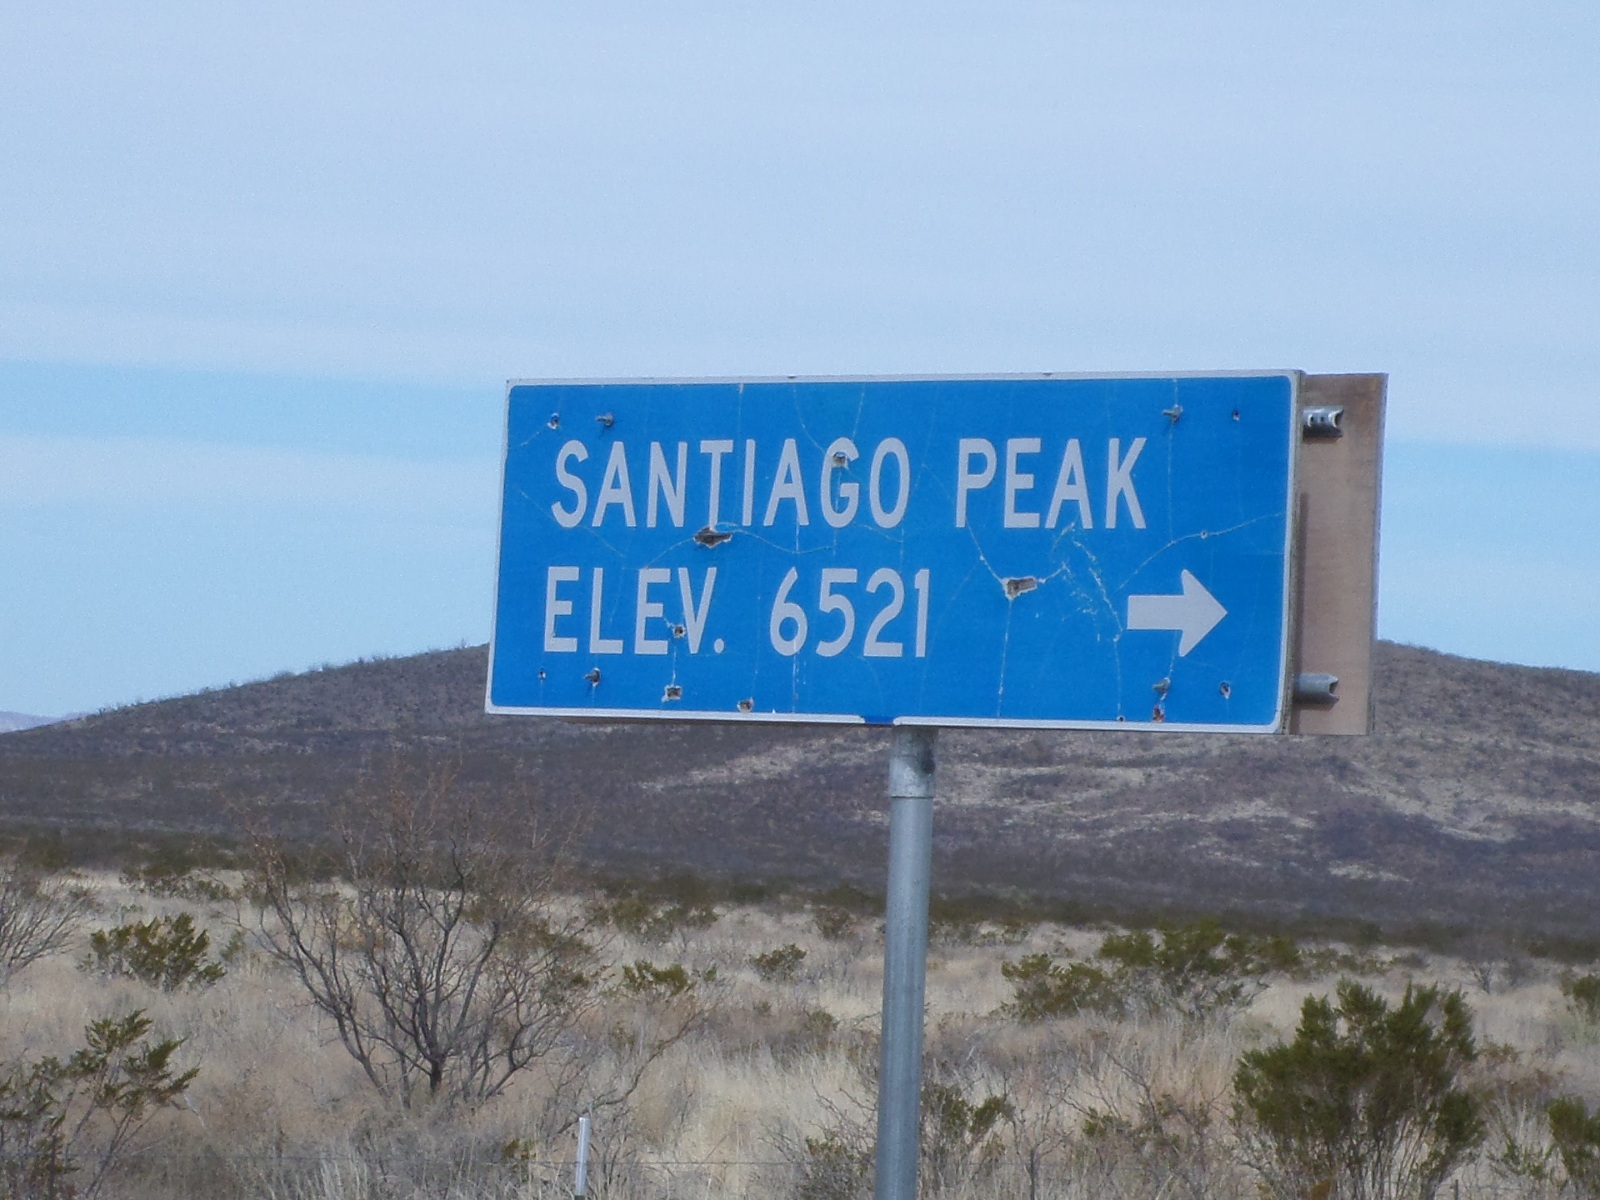 SANTIAGO PEAK
ELEV. 6521